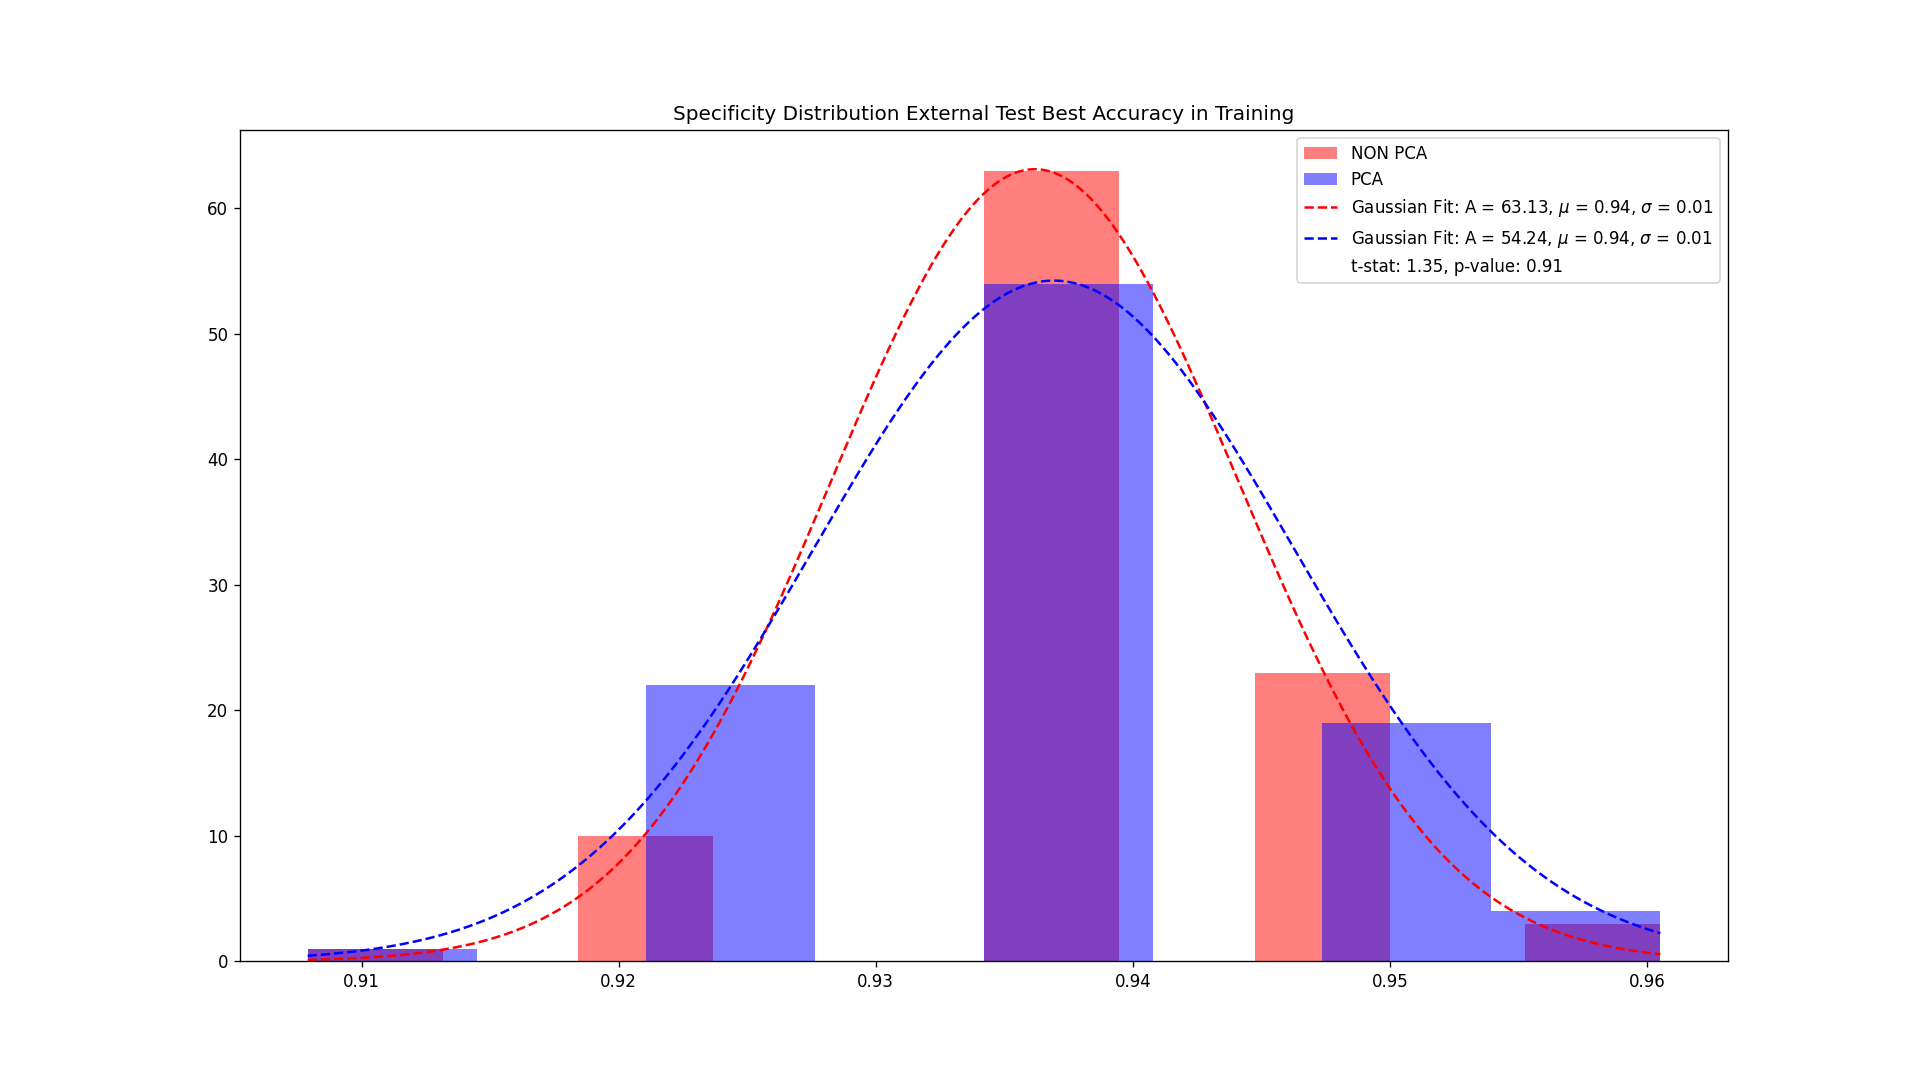 Specificity Distribution External Test Best Accuracy in Training
NON PCA
PCA
Gaussian Fit: A = 63.13, μ = 0.94, σ = 0.01
Gaussian Fit: A = 54.24, μ = 0.94, σ = 0.01
t-stat: 1.35, p-value: 0.91
60
50
40
30
20
10
0
0.91 0.92 0.93 0.94 0.95 0.96